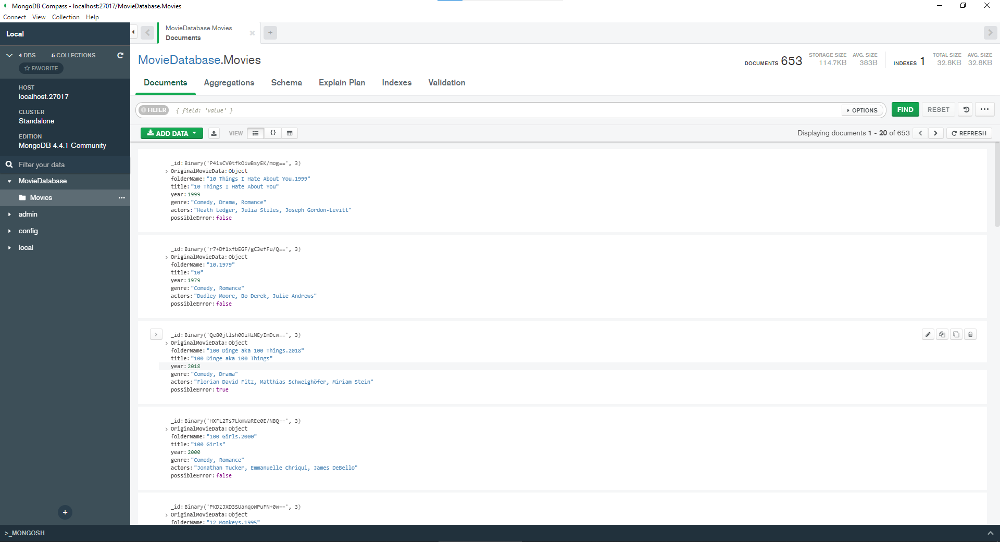 MongoDB Compass - localhost:27017/MovieDatabase.Movies
Connect View Collection Help
Local
4 DBS 5 COLLECTIONS
FAVORITE
HOST
localhost:27017
CLUSTER
Standalone
EDITION
MongoDB 4.4.1 Community
Filter your data
MovieDatabase
Movies
admin
config
local
>_MONGOSH
MovieDatabase.Movies
Documents
MovieDatabase.Movies
DOCUMENTS 653 STORAGE SIZE 114.7KB AVG. SIZE 383B INDEXES 1 TOTAL SIZE 32.8KB AVG. SIZE 32.8KB
Documents Aggregations Schema Explain Plan Indexes Validation
FILTER { field: 'value' } OPTIONS FIND RESET
ADD DATA VIEW {} Displaying documents 1 - 20 of 653 REFRESH
_id: Binary('P41sCV0tfkOiwBsyEK/mog==', 3)
OriginalMovieData: Object
folderName: "10 Things I Hate About You.1999"
title: "10 Things I Hate About You"
year: 1999
genre: "Comedy, Drama, Romance"
actors: "Heath Ledger, Julia Stiles, Joseph Gordon-Levitt"
possibleError: false
_id: Binary('r7+Df1xfbEGF/gC3efFu/Q==', 3)
OriginalMovieData: Object
folderName: "10.1979"
title: "10"
year: 1979
genre: "Comedy, Romance"
actors: "Dudley Moore, Bo Derek, Julie Andrews"
possibleError: false
_id: Binary('Qe80jtlsh0OiHzNEyImDcw==', 3)
OriginalMovieData: Object
folderName: "100 Dinge aka 100 Things.2018"
title: "100 Dinge aka 100 Things"
year: 2018
genre: "Comedy, Drama"
actors: "Florian David Fitz, Matthias Schweighöfer, Miriam Stein"
possibleError: true
_id: Binary('HXFL2Ts7LkmWaREe0E/NBQ==', 3)
OriginalMovieData: Object
folderName: "100 Girls.2000"
title: "100 Girls"
year: 2000
genre: "Comedy, Romance"
actors: "Jonathan Tucker, Emmanuelle Chriqui, James DeBello"
possibleError: false
_id: Binary('PKDzJXD3SUanqoWPuFN+0w==', 3)
OriginalMovieData: Object
folderName: "12 Monkeys.1995"